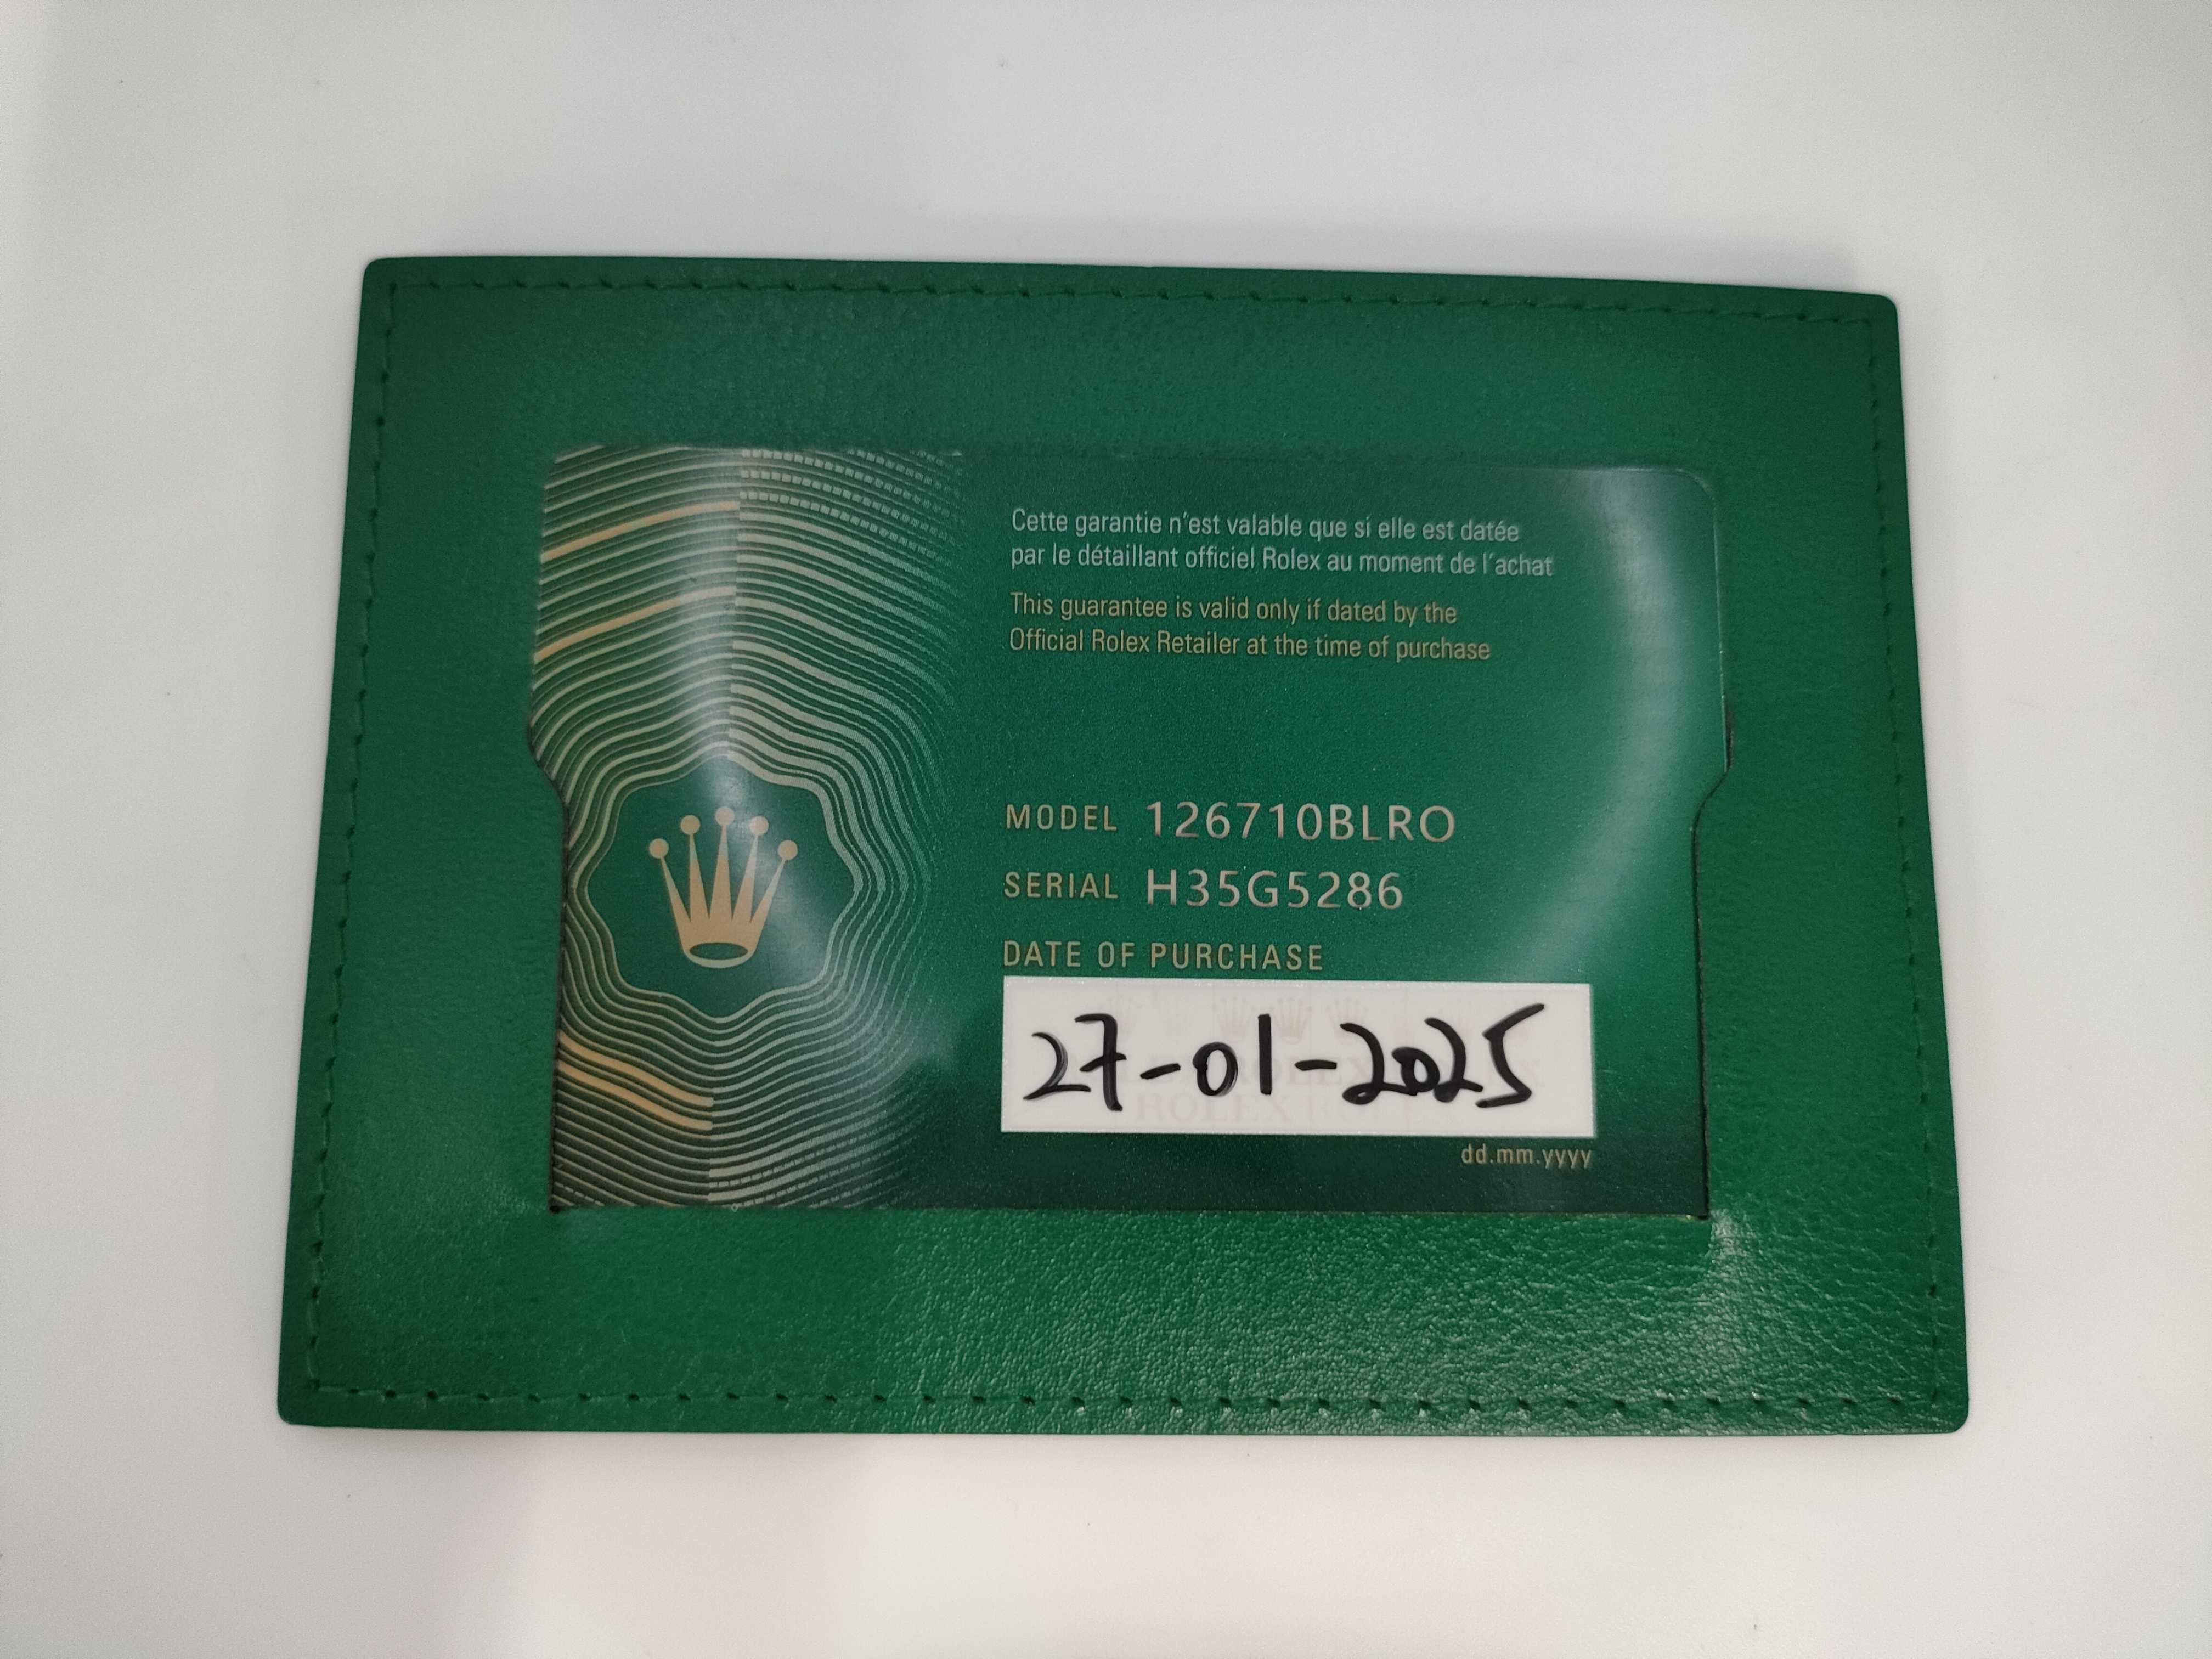 Cette garantie n'est valable que si elle est datée
par le détaillant officiel Rolex au moment de l'achat
This guarantee is valid only if dated by the
Official Rolex Retailer at the time of purchase
MODEL 126710BLRO
SERIAL H35G5286
DATE OF PURCHASE
27-01-2025
dd.mm.yyyy